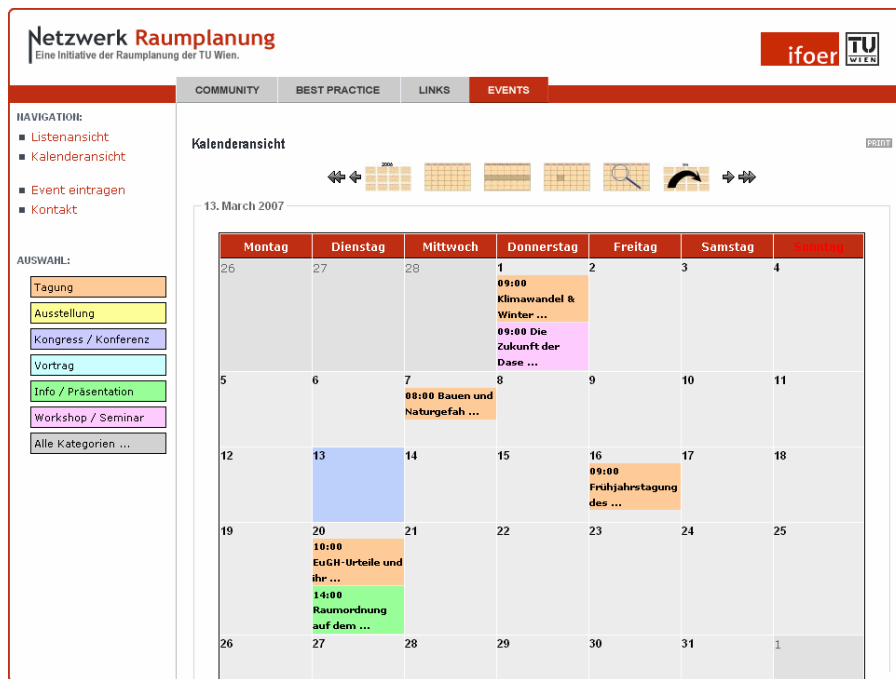 Netzwerk Raumplanung
Eine Initiative der Raumplanung der TU Wien.
ifoer
TU
WIEN
COMMUNITY BEST PRACTICE LINKS EVENTS
NAVIGATION:
Listenansicht
Kalenderansicht
Event eintragen
Kontakt
AUSWAHL:
Tagung
Ausstellung
Kongress / Konferenz
Vortrag
Info / Präsentation
Workshop / Seminar
Alle Kategorien ...
Kalenderansicht
PRINT
2006
13. March 2007
Montag Dienstag Mittwoch Donnerstag Freitag Samstag Sonntag
26 27 28 1 2 3 4
09:00
Klimawandel &
Winter ...
09:00 Die
Zukunft der
Dase ...
5 6 7 8 9 10 11
08:00 Bauen und
Naturgefah ...
12 13 14 15 16 17 18
09:00
Frühjahrstagung
des ...
19 20 21 22 23 24 25
10:00
EuGH-Urteile und
ihr ...
14:00
Raumordnung
auf dem ...
26 27 28 29 30 31 1